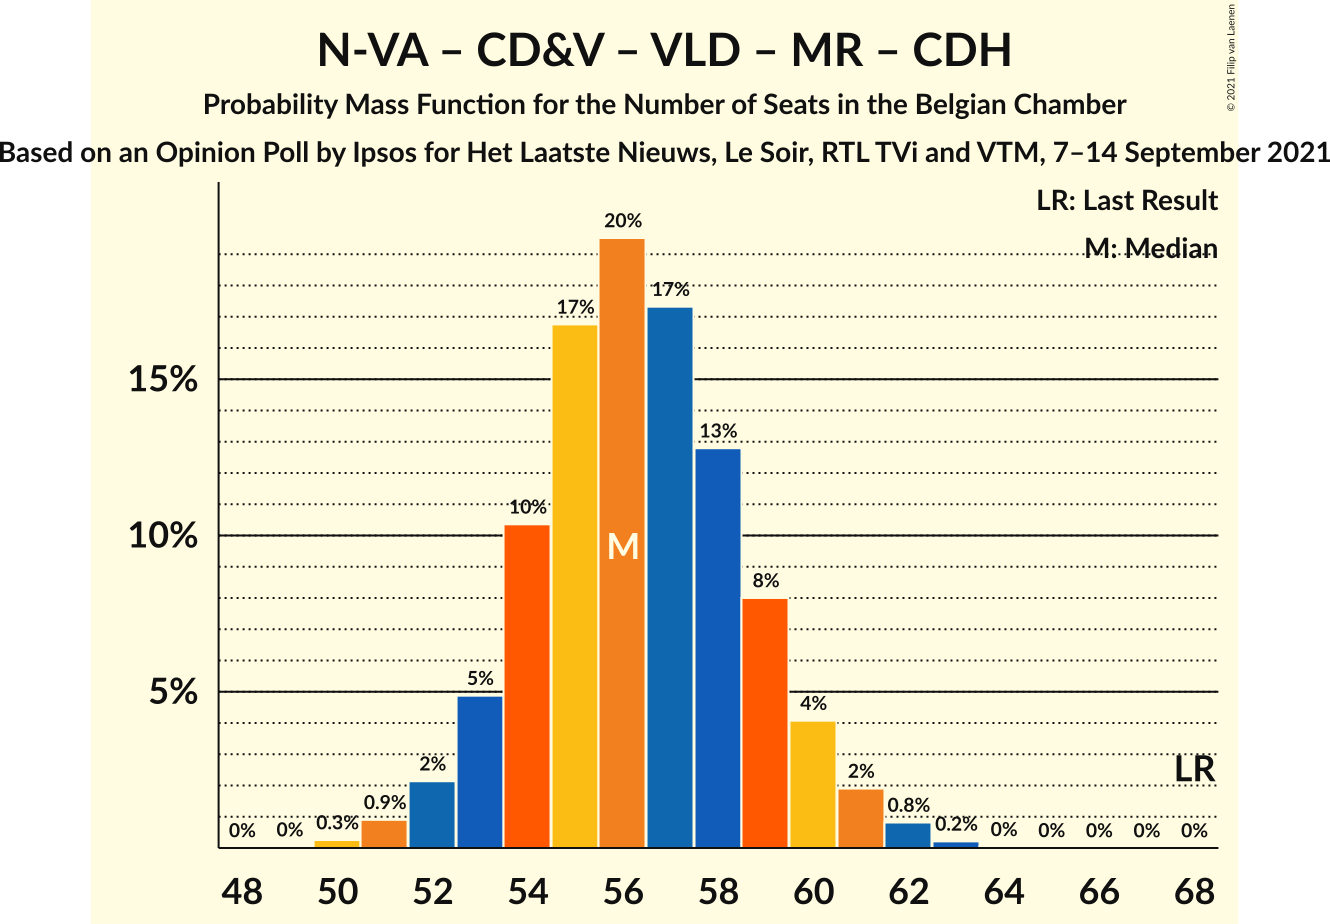 N-VA – CD&V – VLD – MR – CDH
Probability Mass Function for the Number of Seats in the Belgian Chamber
Based on an Opinion Poll by Ipsos for Het Laatste Nieuws, Le Soir, RTL TVi and VTM, 7–14 September 2021
© 2021 Filip van Laenen
LR: Last Result
M: Median
15%
10%
5%
0%
0%
0.3%
0.9%
2%
5%
10%
17%
20%
17%
13%
8%
4%
2%
0.8%
0.2%
0%
0%
0%
0%
0%
M
LR
48 50 52 54 56 58 60 62 64 66 68